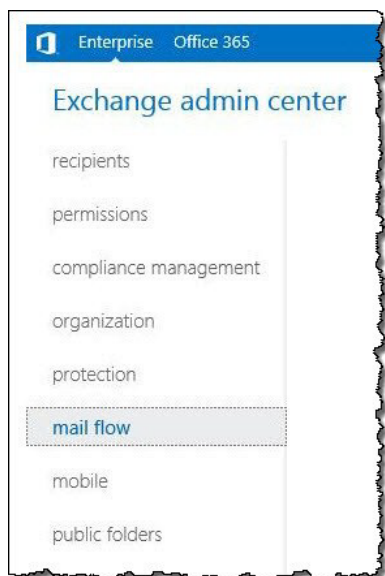 Enterprise Office 365
Exchange admin center
recipients
permissions
compliance management
organization
protection
mail flow
mobile
public folders